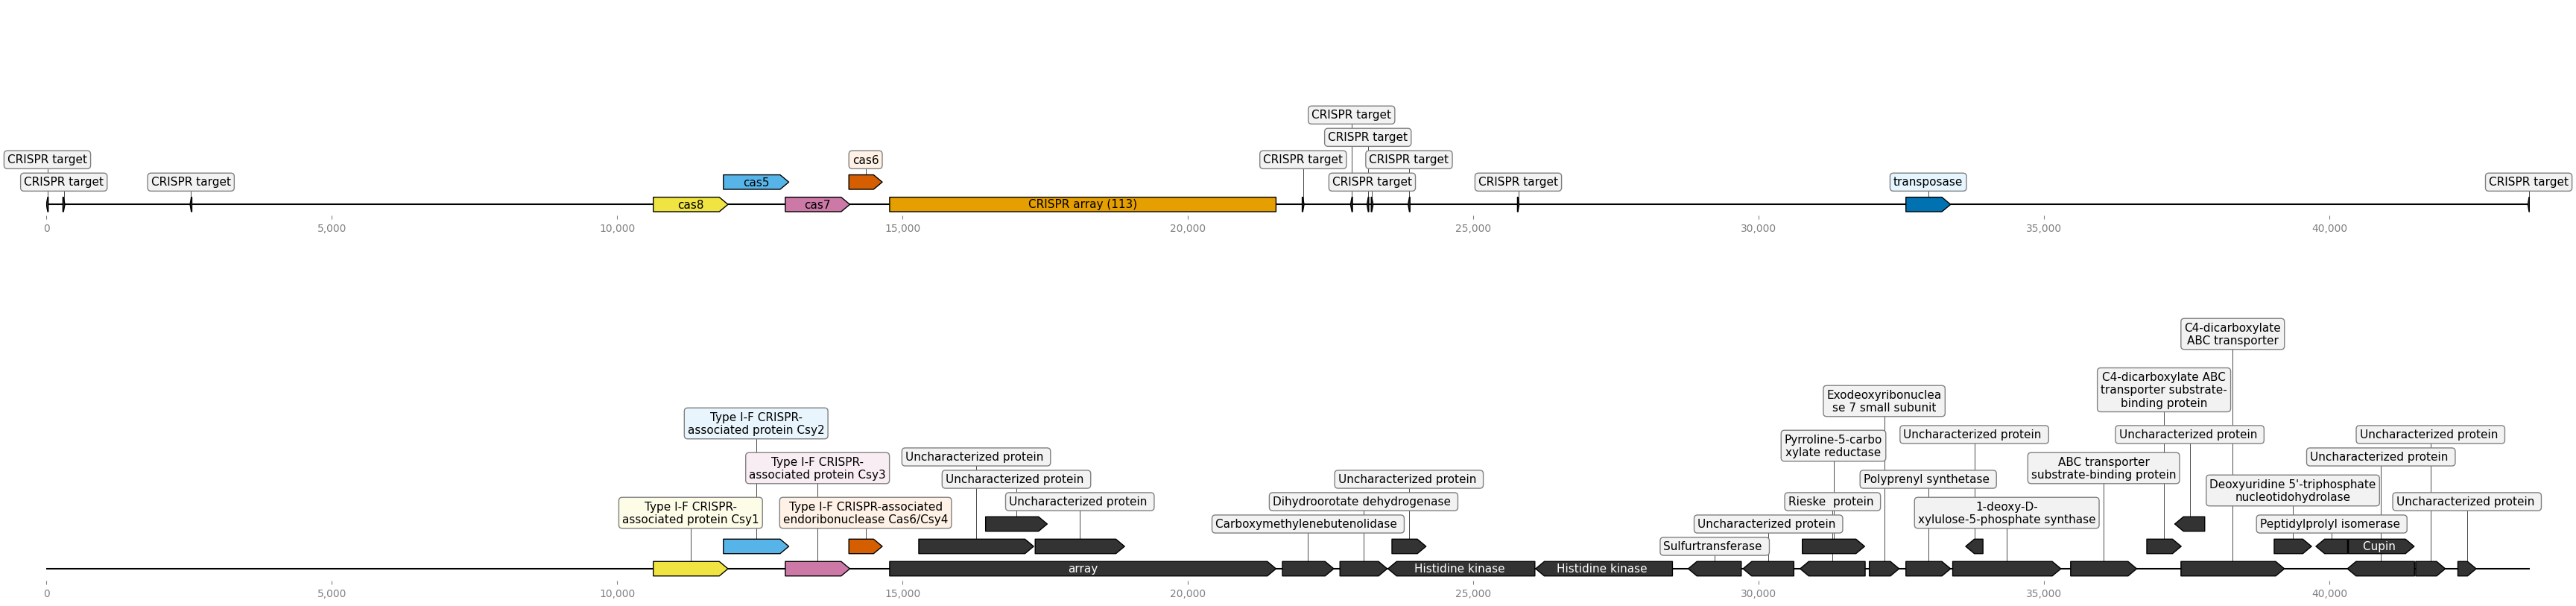 CRISPR target
CRISPR target
CRISPR target
CRISPR target
cas6
CRISPR target
CRISPR target
CRISPR target
CRISPR target
cas5
CRISPR target
CRISPR target
transposase
CRISPR target
cas8
cas7
CRISPR array (113)
0
5,000
10,000
15,000
20,000
25,000
30,000
35,000
40,000
C4-dicarboxylate
ABC transporter
C4-dicarboxylate ABC
transporter substrate-
binding protein
Exodeoxyribonuclea
se 7 small subunit
Type I-F CRISPR-
associated protein Csy2
Uncharacterized protein
Uncharacterized protein
Uncharacterized protein
Pyrroline-5-carbo
xylate reductase
Uncharacterized protein
Uncharacterized protein
Type I-F CRISPR-
associated protein Csy3
ABC transporter
substrate-binding protein
Uncharacterized protein
Uncharacterized protein
Polyprenyl synthetase
Deoxyuridine 5'-triphosphate
nucleotidohydrolase
Uncharacterized protein
Dihydroorotate dehydrogenase
Rieske protein
Uncharacterized protein
Type I-F CRISPR-
associated protein Csy1
Type I-F CRISPR-associated
endoribonuclease Cas6/Csy4
1-deoxy-D-
xylulose-5-phosphate synthase
Carboxymethylenebutenolidase
Uncharacterized protein
Peptidylprolyl isomerase
Sulfurtransferase
Cupin
array
Histidine kinase
Histidine kinase
0
5,000
10,000
15,000
20,000
25,000
30,000
35,000
40,000